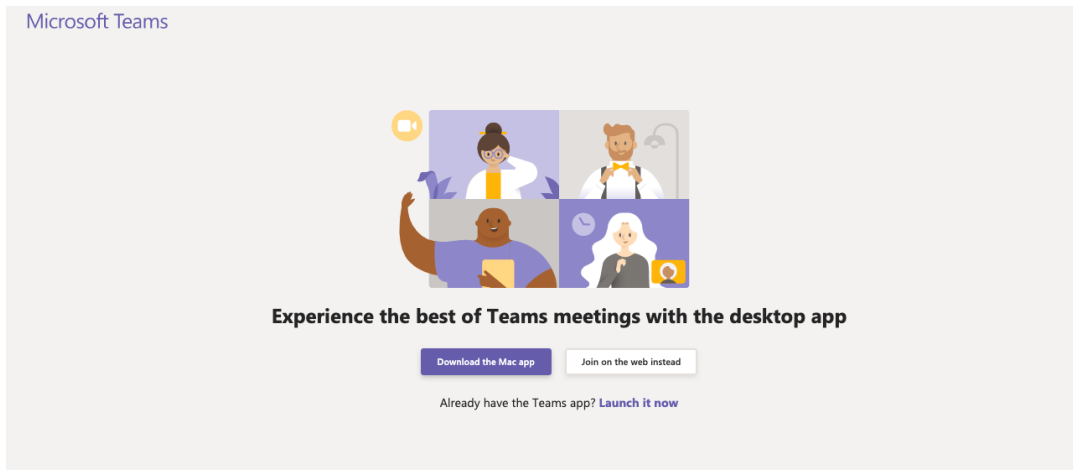 Microsoft Teams
Experience the best of Teams meetings with the desktop app
Download the Mac app
Join on the web instead
Already have the Teams app? Launch it now